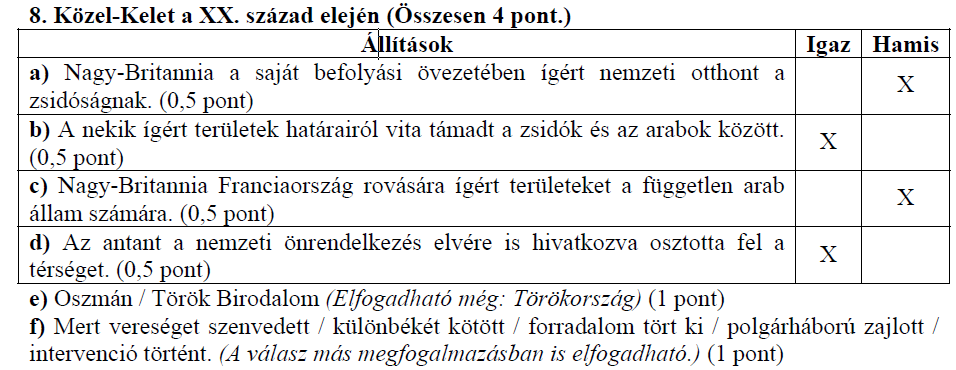 8. Közel-Kelet a XX. század elején (Összesen 4 pont.)
Állítások Igaz Hamis
a) Nagy-Britannia a saját befolyási övezetében ígért nemzeti otthont a
zsidóságnak. (0,5 pont) X
b) A nekik ígért területek határairól vita támadt a zsidók és az arabok között.
(0,5 pont) X
c) Nagy-Britannia Franciaország rovására ígért területeket a független arab
állam számára. (0,5 pont) X
d) Az antant a nemzeti önrendelkezés elvére is hivatkozva osztotta fel a
térséget. (0,5 pont) X
e) Oszmán / Török Birodalom (Elfogadható még: Törökország) (1 pont)
f) Mert vereséget szenvedett / különbékét kötött / forradalom tört ki / polgárháború zajlott /
intervenció történt. (A válasz más megfogalmazásban is elfogadható.) (1 pont)